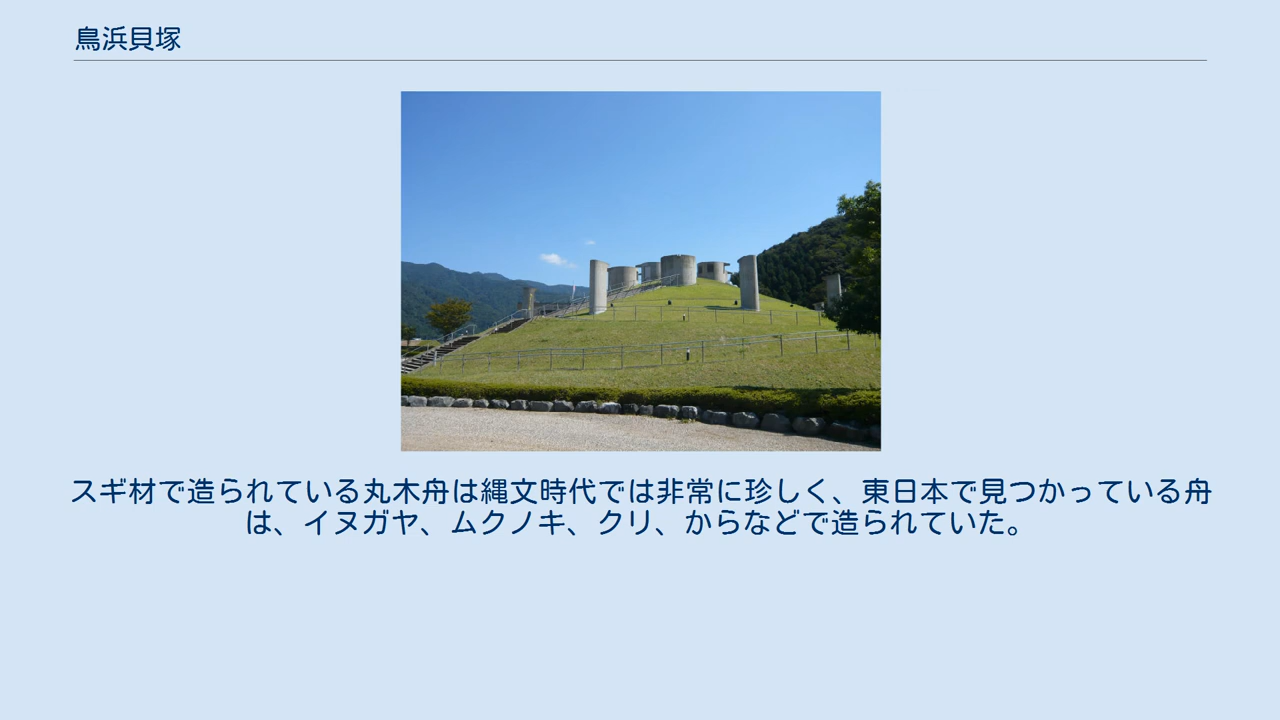 鳥浜貝塚
スギ材で造られている丸木舟は縄文時代では非常に珍しく、東日本で見つかっている舟
は、イヌガヤ、ムクノキ、クリ、からなどで造られていた。